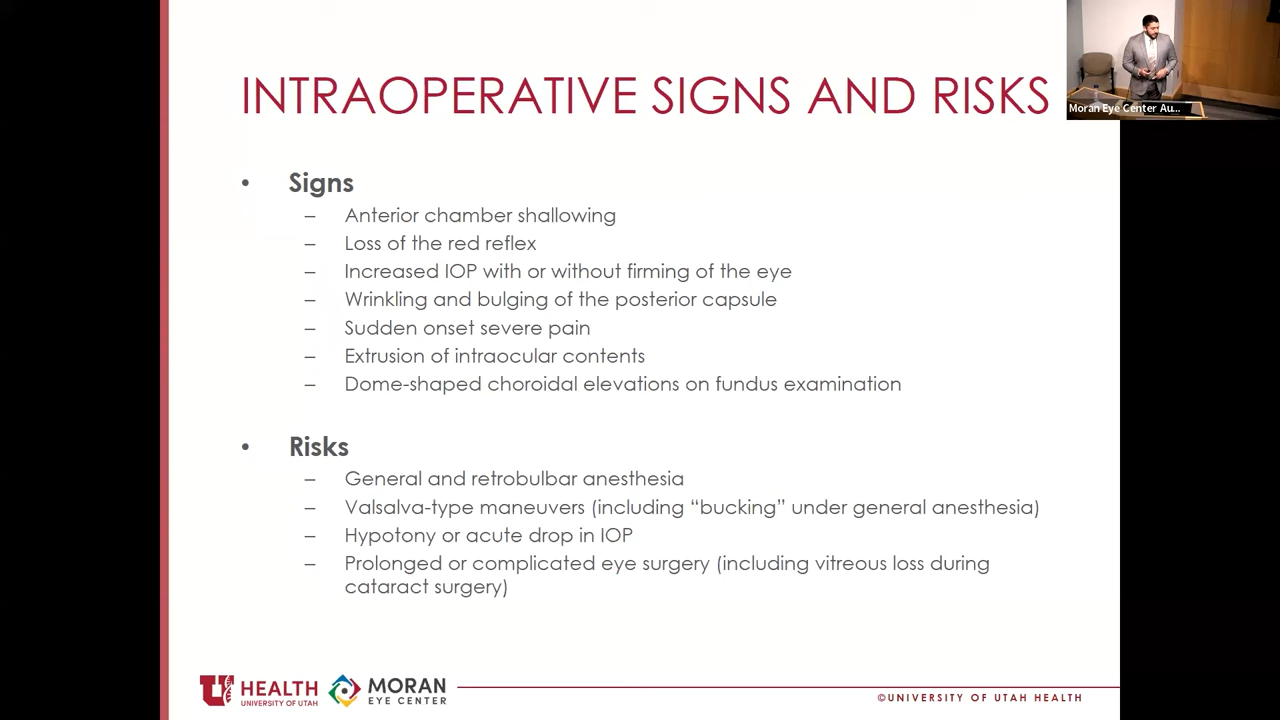 INTRAOPERATIVE SIGNS AND RISKS
Moran Eye Center Au...
• Signs
– Anterior chamber shallowing
– Loss of the red reflex
– Increased IOP with or without firming of the eye
– Wrinkling and bulging of the posterior capsule
– Sudden onset severe pain
– Extrusion of intraocular contents
– Dome-shaped choroidal elevations on fundus examination
• Risks
– General and retrobulbar anesthesia
– Valsalva-type maneuvers (including “bucking” under general anesthesia)
– Hypotony or acute drop in IOP
– Prolonged or complicated eye surgery (including vitreous loss during
cataract surgery)
U HEALTH
UNIVERSITY OF UTAH
MORAN
EYE CENTER
©UNIVERSITY OF UTAH HEALTH